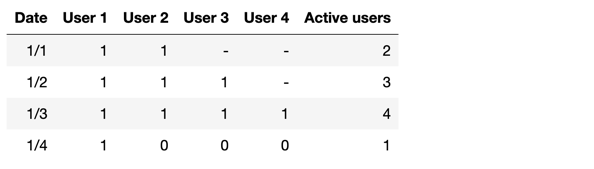 Date User 1 User 2 User 3 User 4 Active users
1/1 1 1 - - 2
1/2 1 1 1 - 3
1/3 1 1 1 1 4
1/4 1 0 0 0 1